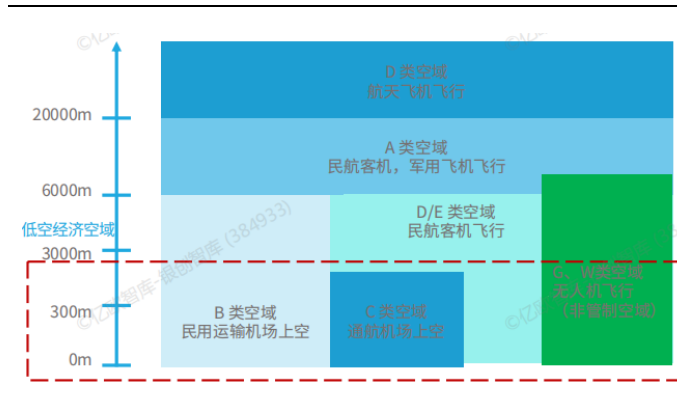 D 类空域
航天飞机飞行
20000m
A 类空域
民航客机，军用飞机飞行
6000m
D/E 类空域
民航客机飞行
低空经济空域
3000m
G、W类空域
无人机飞行
（非管制空域）
300m
B 类空域
民用运输机场上空
C 类空域
通航机场上空
0m